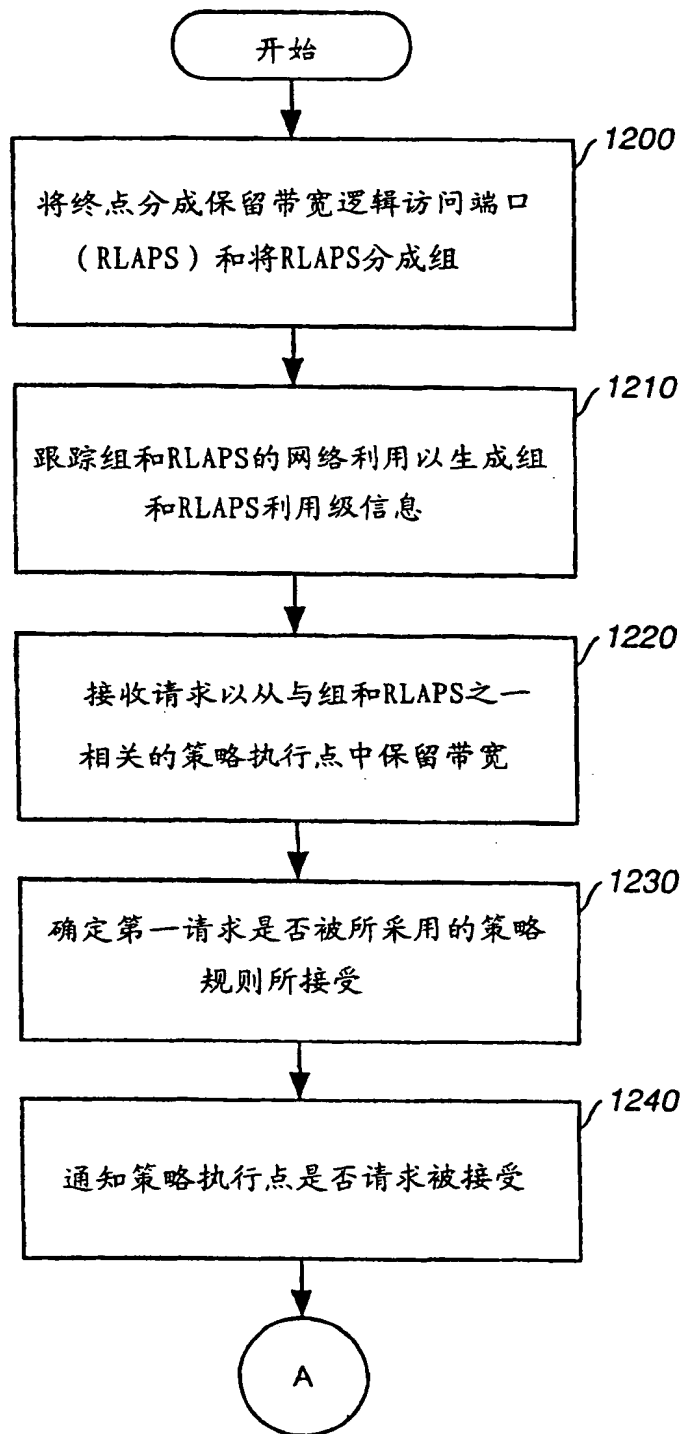 开始
1200
将终点分成保留带宽逻辑访问端口
（RLAPS）和将RLAPS分成组
1210
跟踪组和RLAPS的网络利用以生成组
和RLAPS利用级信息
1220
接收请求以从与组和RLAPS之一
相关的策略执行点中保留带宽
1230
确定第一请求是否被所采用的策略
规则所接受
1240
通知策略执行点是否请求被接受
A